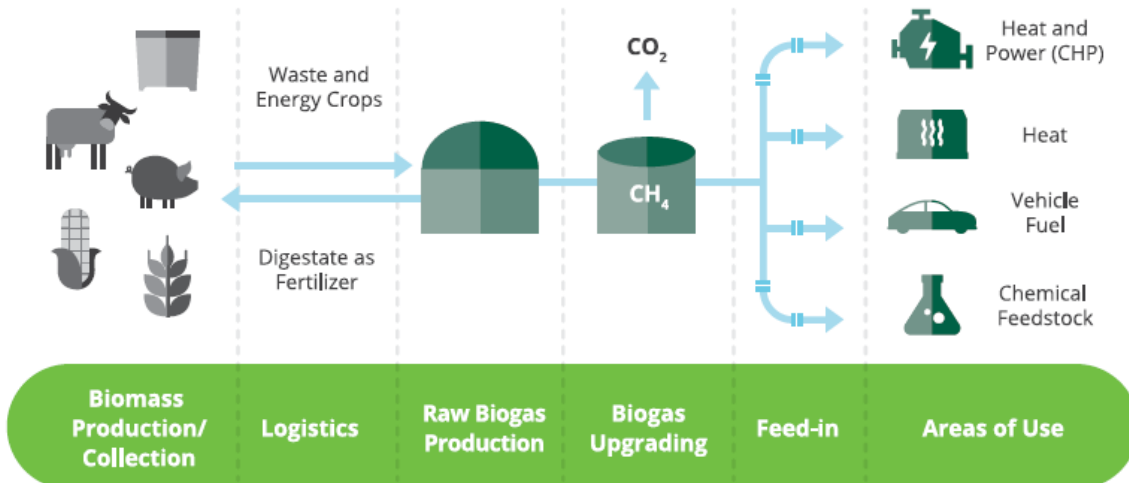 Waste and
Energy Crops
Digestate as
Fertilizer
CO₂
CH₄
Heat and
Power (CHP)
Heat
Vehicle
Fuel
Chemical
Feedstock
Biomass
Production/
Collection
Logistics
Raw Biogas
Production
Biogas
Upgrading
Feed-in
Areas of Use